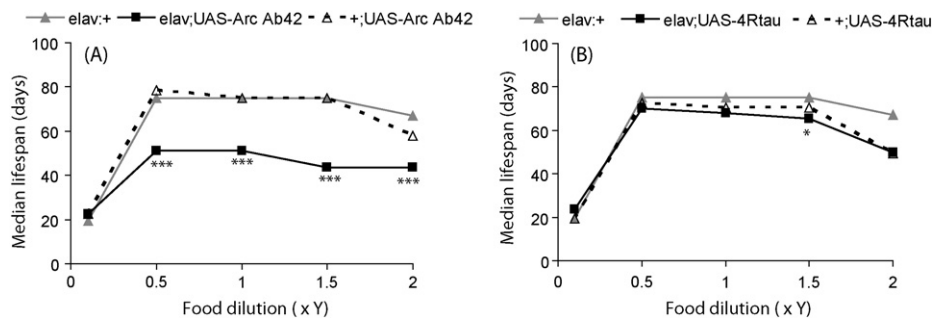 elav:+ elav;UAS-Arc Ab42 +;UAS-Arc Ab42
(A)
Median lifespan (days)
100
80
60
40
20
0
*** *** *** ***
0 0.5 1 1.5 2
Food dilution ( x Y)
elav:+ elav;UAS-4Rtau +;UAS-4Rtau
(B)
Median lifespan (days)
100
80
60
40
20
0
*
0 0.5 1 1.5 2
Food dilution ( x Y)